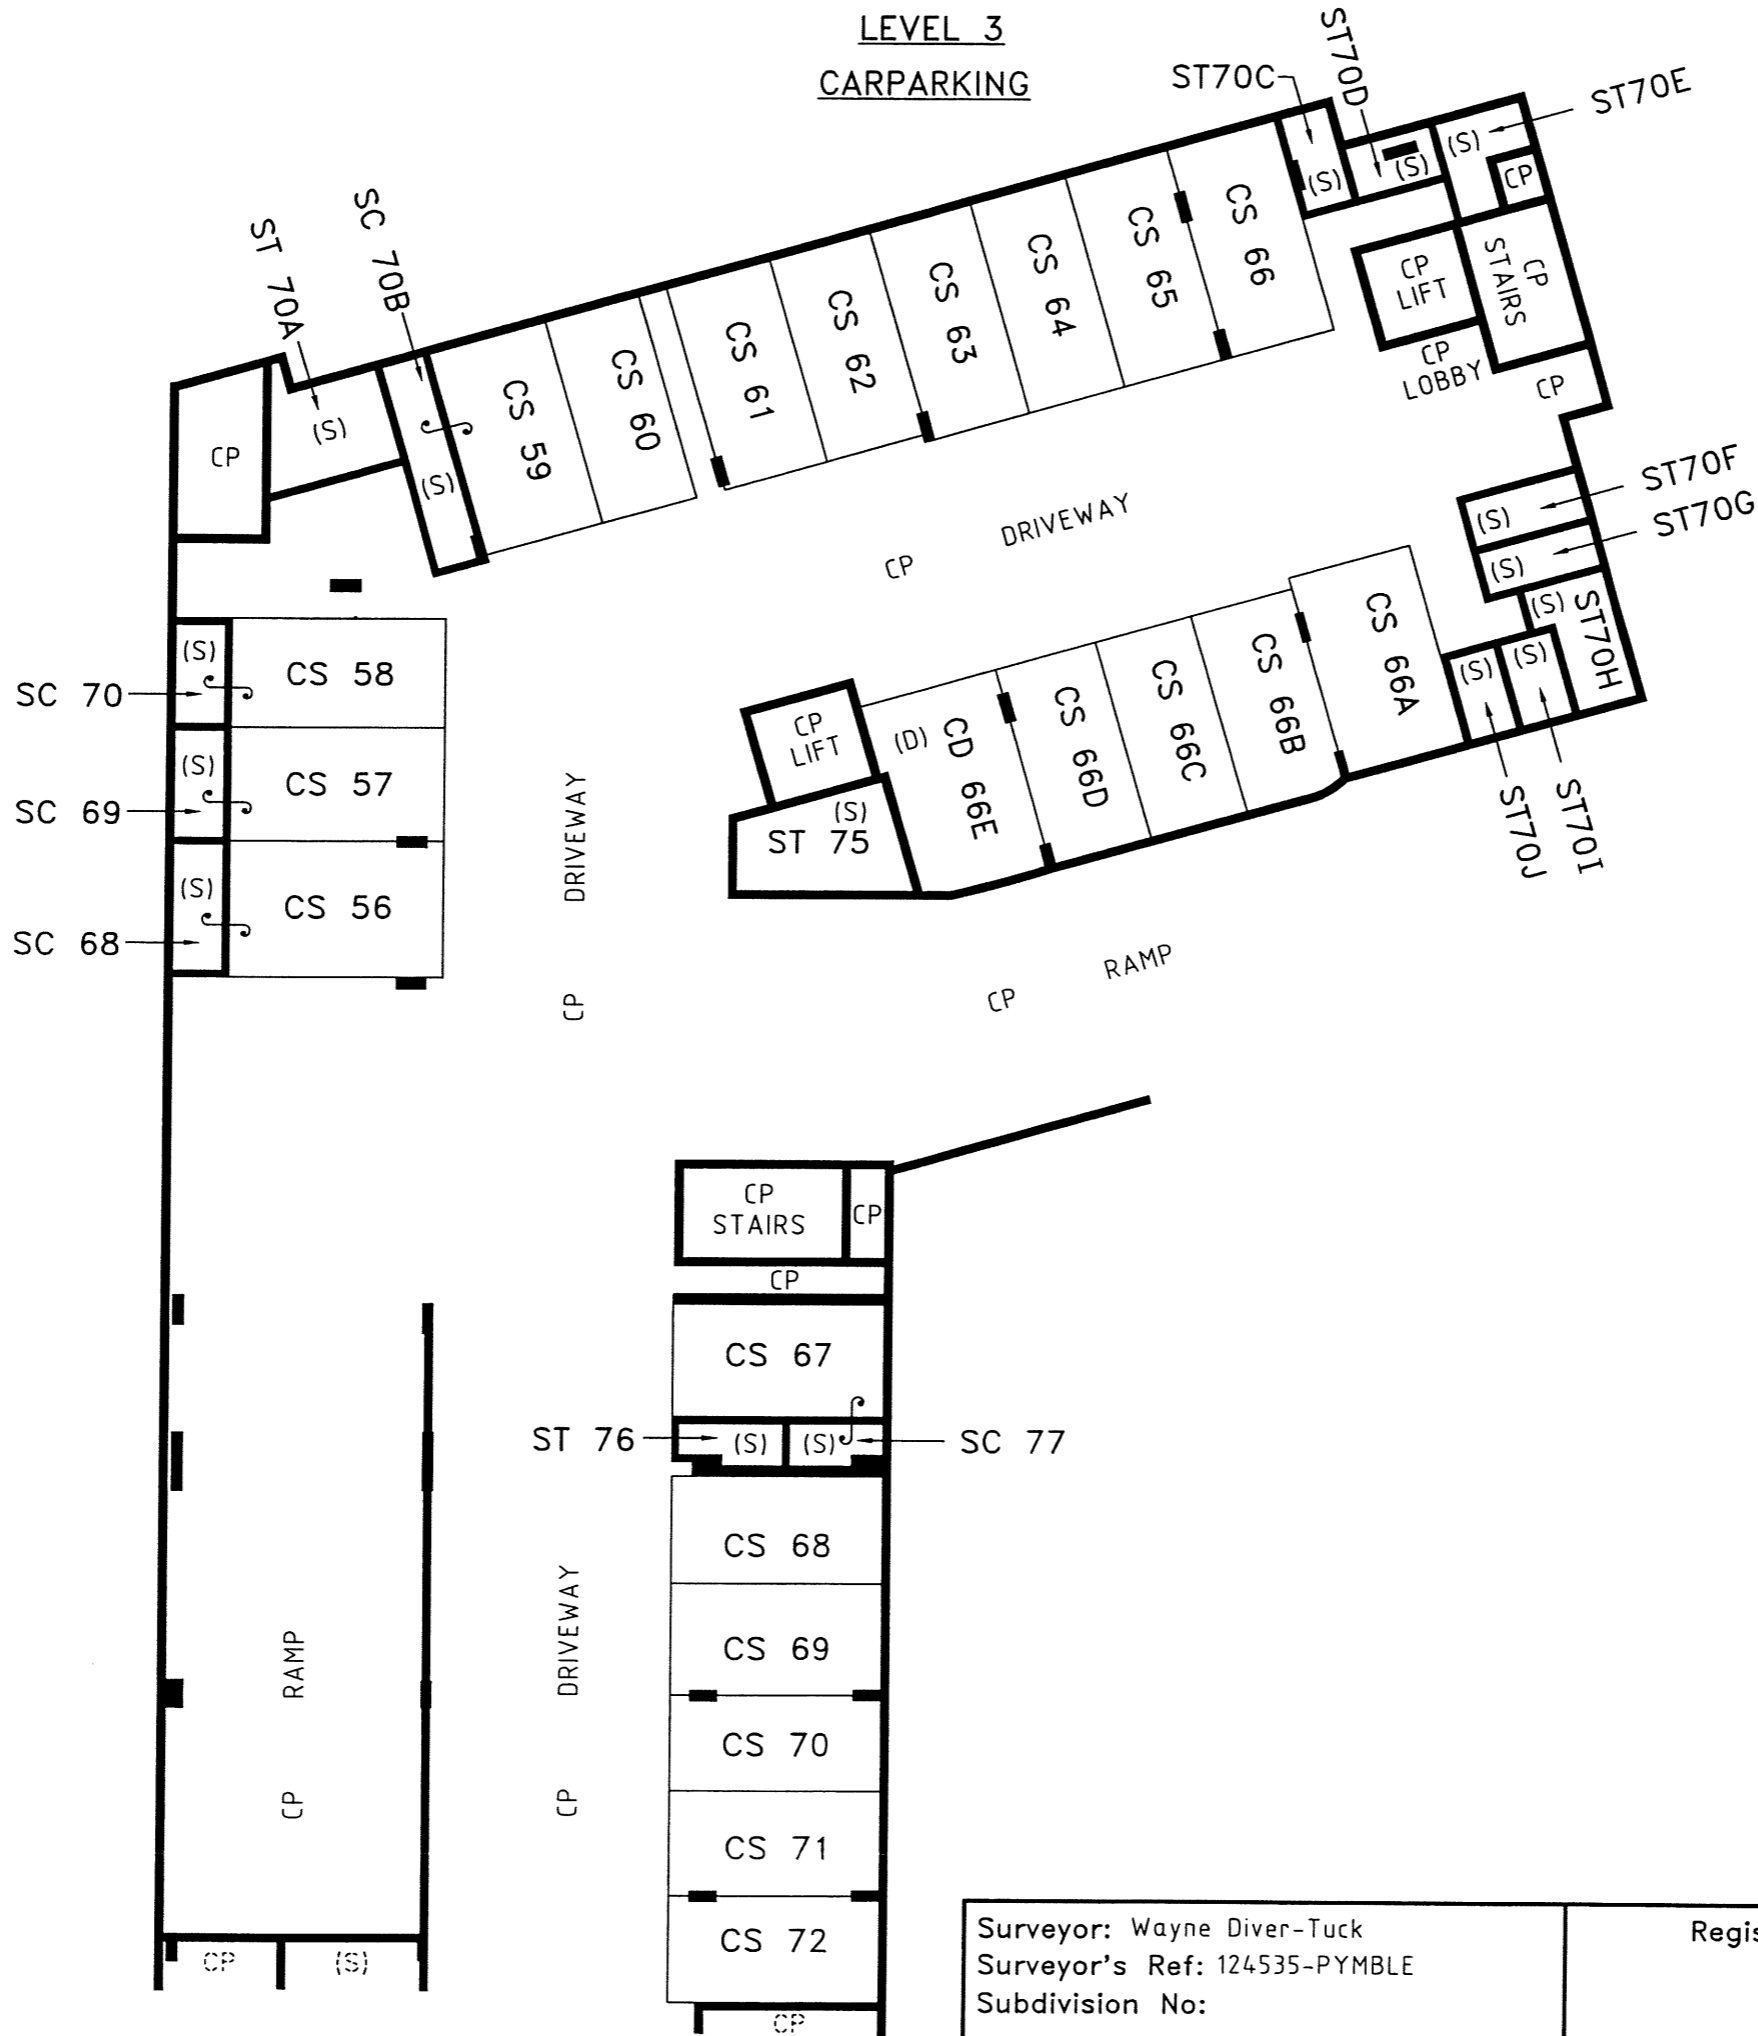 LEVEL 3
CARPARKING
ST70C
ST70D
ST70E
(S)
(S)
(S)
CP
SC 70B
ST 70A
CS 66
CS 65
CS 64
CS 63
CS 62
CS 61
CS 60
CS 59
CP
LIFT
CP
STAIRS
CP
LOBBY
CP
CP
(S)
(S)
ST70F
ST70G
(S)
(S)
(S)
ST70H
(S)
(S)
ST70J
ST70I
DRIVEWAY
CP
CS 66A
CS 66B
CS 66C
CS 66D
CD 66E
(D)
CP
LIFT
(S)
ST 75
(S)
CS 58
SC 70
(S)
CS 57
SC 69
(S)
CS 56
SC 68
DRIVEWAY
CP
RAMP
CP
CP
STAIRS
CP
CP
CS 67
ST 76
(S)
(S)
SC 77
CS 68
CS 69
CS 70
CS 71
CS 72
DRIVEWAY
CP
RAMP
CP
CP
(S)
CP
Surveyor: Wayne Diver-Tuck
Surveyor's Ref: 124535-PYMBLE
Subdivision No:
Regis